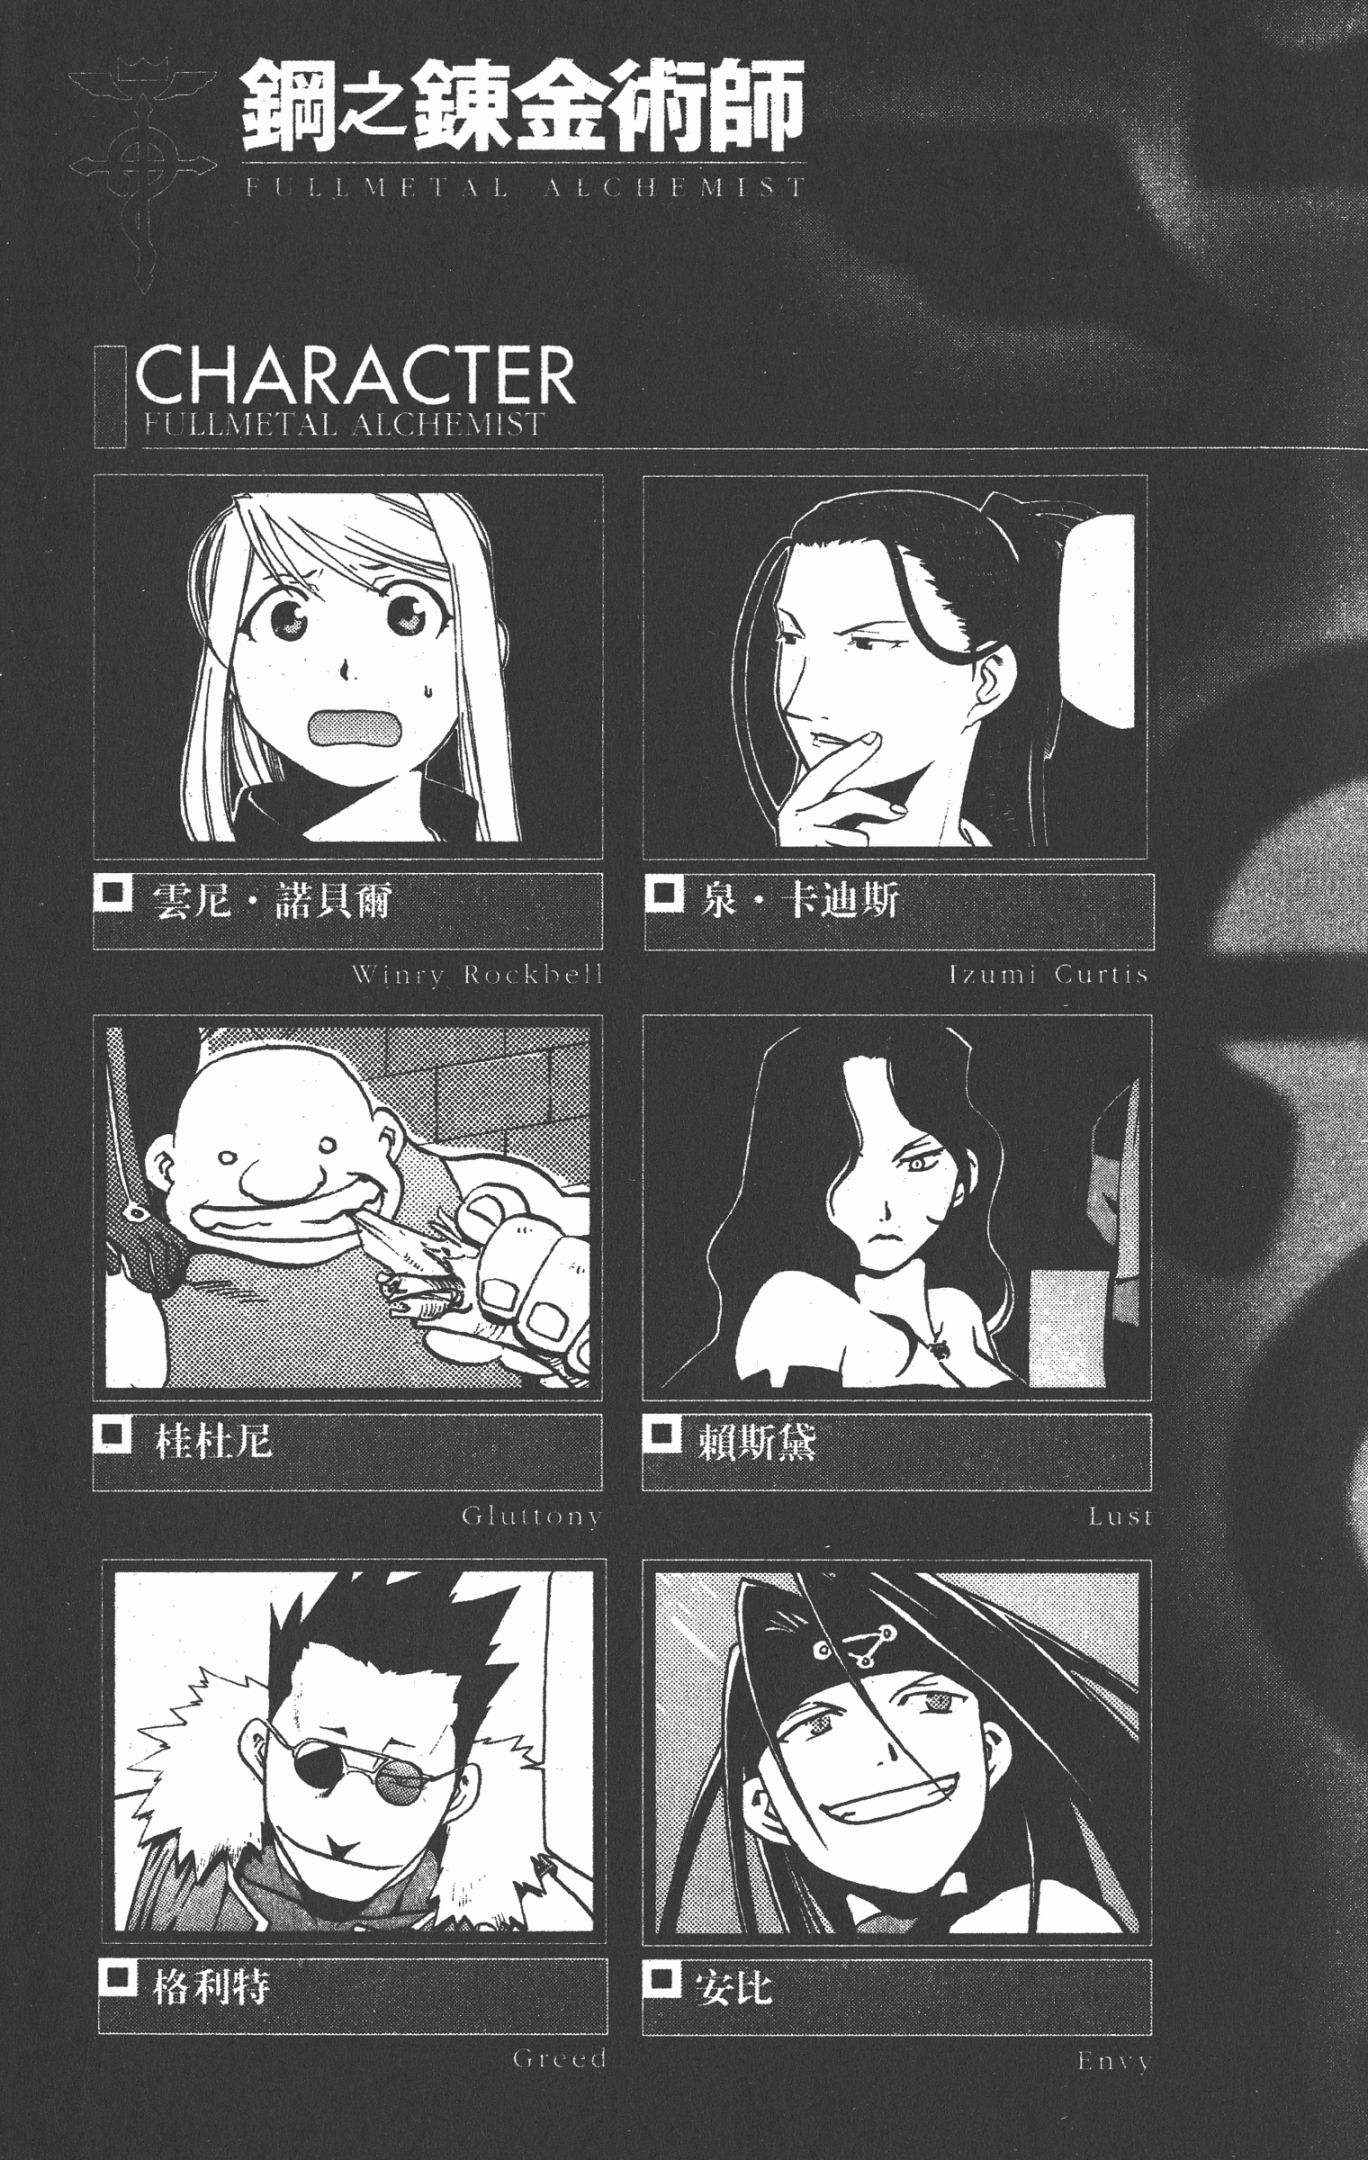 鋼之鍊金術師
FULLMETAL ALCHEMIST
CHARACTER
FULLMETAL ALCHEMIST
雲尼・諾貝爾
Winry Rockbell
泉・卡迪斯
Izumi Curtis
桂杜尼
Gluttony
賴斯黛
Lust
格利特
Greed
安比
Envy